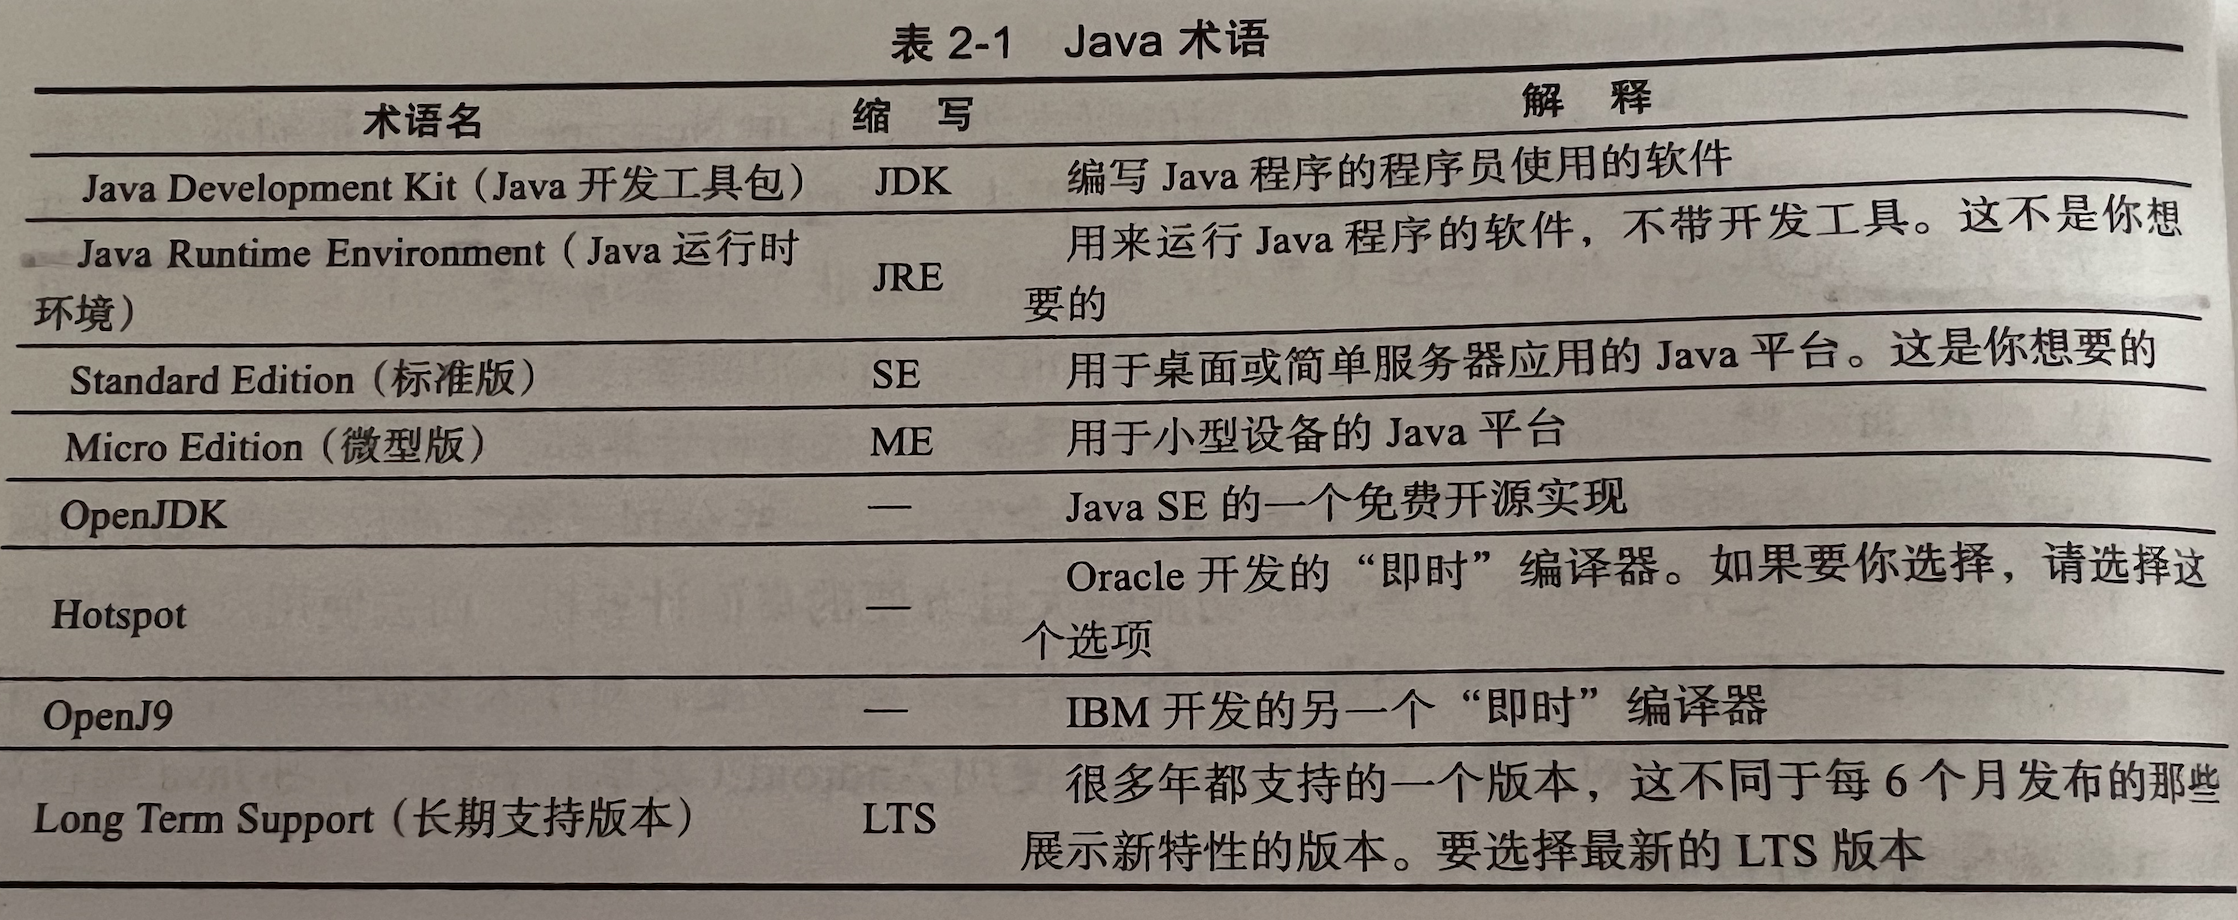 表 2-1 Java 术语
术语名 缩 写 解 释
Java Development Kit（Java 开发工具包） JDK 编写 Java 程序的程序员使用的软件
Java Runtime Environment（Java 运行时
环境） JRE 用来运行 Java 程序的软件，不带开发工具。这不是你想
要的
Standard Edition（标准版） SE 用于桌面或简单服务器应用的 Java 平台。这是你想要的
Micro Edition（微型版） ME 用于小型设备的 Java 平台
OpenJDK — Java SE 的一个免费开源实现
Hotspot — Oracle 开发的“即时”编译器。如果要你选择，请选择这
个选项
OpenJ9 — IBM 开发的另一个“即时”编译器
Long Term Support（长期支持版本） LTS 很多年都支持的一个版本，这不同于每 6 个月发布的那些
展示新特性的版本。要选择最新的 LTS 版本